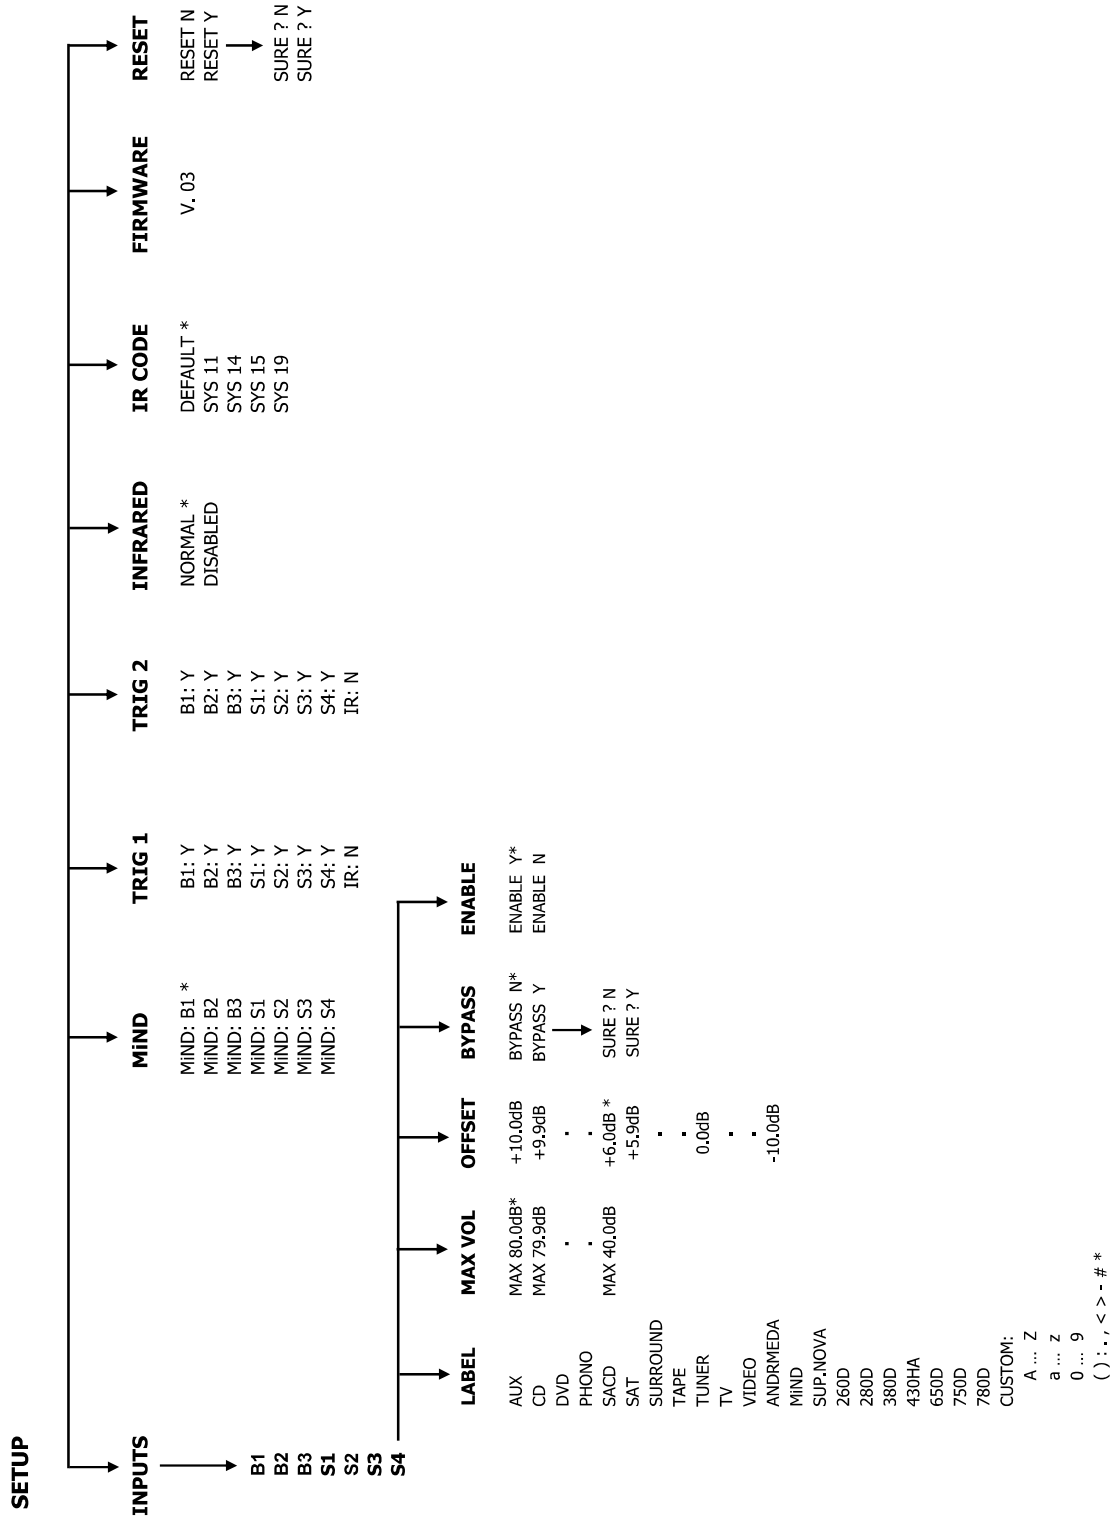 SETUP
INPUTS
B1
B2
B3
S1
S2
S3
S4
LABEL
AUX
CD
DVD
PHONO
SACD
SAT
SURROUND
TAPE
TUNER
TV
VIDEO
ANDRMEDA
MiND
SUP.NOVA
260D
280D
380D
430HA
650D
750D
780D
CUSTOM:
A ... Z
a ... z
0 ... 9
( ) : . , < > - # *
MAX VOL
MAX 80.0dB*
MAX 79.9dB
.
.
MAX 40.0dB
OFFSET
+10.0dB
+9.9dB
.
.
+6.0dB *
+5.9dB
.
.
0.0dB
.
.
-10.0dB
BYPASS
BYPASS N*
BYPASS Y
SURE ? N
SURE ? Y
ENABLE
ENABLE Y*
ENABLE N
MiND
MiND: B1 *
MiND: B2
MiND: B3
MiND: S1
MiND: S2
MiND: S3
MiND: S4
TRIG 1
B1: Y
B2: Y
B3: Y
S1: Y
S2: Y
S3: Y
S4: Y
IR: N
TRIG 2
B1: Y
B2: Y
B3: Y
S1: Y
S2: Y
S3: Y
S4: Y
IR: N
INFRARED
NORMAL *
DISABLED
IR CODE
DEFAULT *
SYS 11
SYS 14
SYS 15
SYS 19
FIRMWARE
V. 03
RESET
RESET N
RESET Y
SURE ? N
SURE ? Y